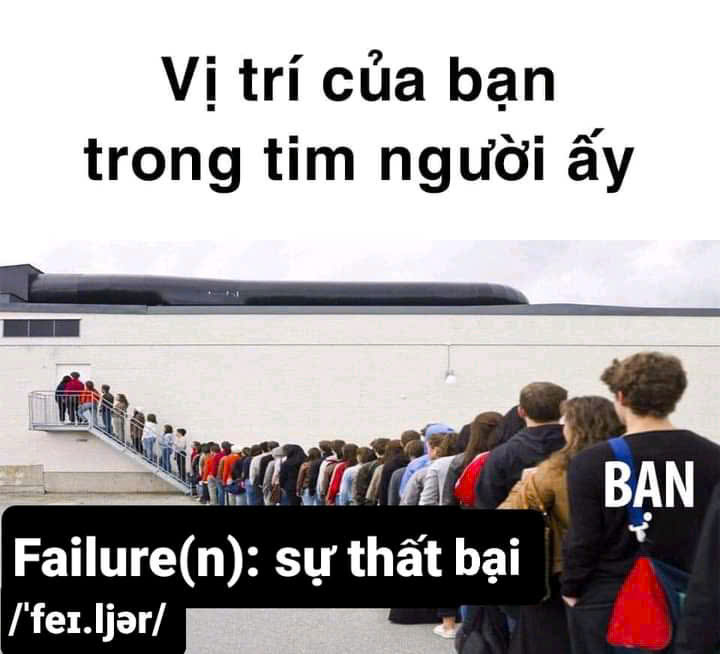 Vị trí của bạn
trong tim người ấy
BẠN
Failure(n): sự thất bại
/ˈfeɪ.ljər/